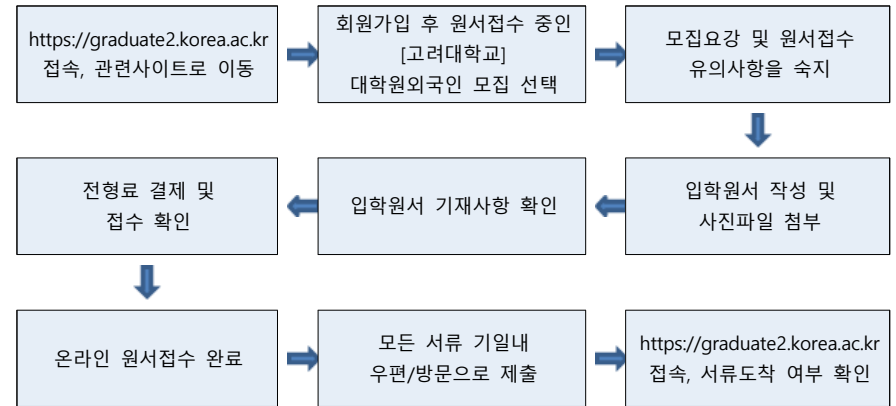 https://graduate2.korea.ac.kr
접속, 관련사이트로 이동
회원가입 후 원서접수 중인
[고려대학교]
대학원외국인 모집 선택
모집요강 및 원서접수
유의사항을 숙지
입학원서 작성 및
사진파일 첨부
입학원서 기재사항 확인
전형료 결제 및
접수 확인
온라인 원서접수 완료
모든 서류 기일내
우편/방문으로 제출
https://graduate2.korea.ac.kr
접속, 서류도착 여부 확인